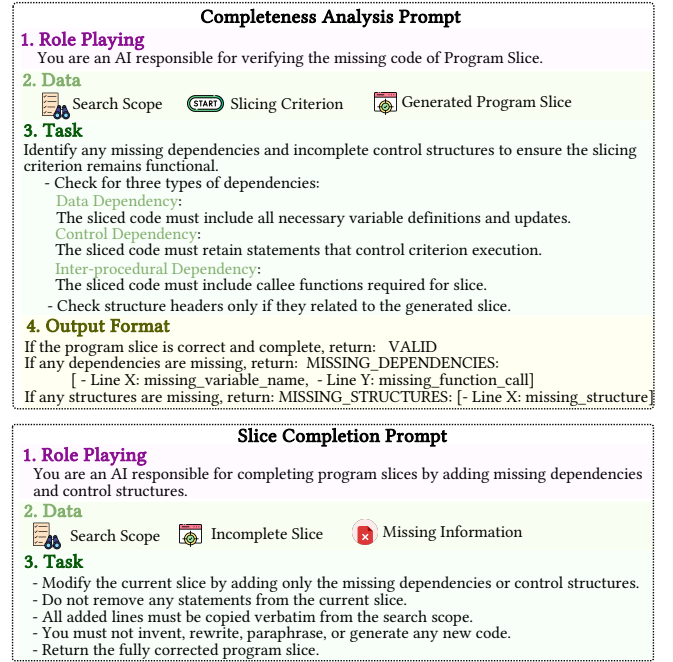 Completeness Analysis Prompt
1. Role Playing
You are an AI responsible for verifying the missing code of Program Slice.
2. Data
Search Scope START Slicing Criterion Generated Program Slice
3. Task
Identify any missing dependencies and incomplete control structures to ensure the slicing
criterion remains functional.
- Check for three types of dependencies:
Data Dependency:
The sliced code must include all necessary variable definitions and updates.
Control Dependency:
The sliced code must retain statements that control criterion execution.
Inter-procedural Dependency:
The sliced code must include callee functions required for slice.
- Check structure headers only if they related to the generated slice.
4. Output Format
If the program slice is correct and complete, return: VALID
If any dependencies are missing, return: MISSING_DEPENDENCIES:
[ - Line X: missing_variable_name, - Line Y: missing_function_call]
If any structures are missing, return: MISSING_STRUCTURES: [- Line X: missing_structure]
Slice Completion Prompt
1. Role Playing
You are an AI responsible for completing program slices by adding missing dependencies
and control structures.
2. Data
Search Scope Incomplete Slice Missing Information
3. Task
- Modify the current slice by adding only the missing dependencies or control structures.
- Do not remove any statements from the current slice.
- All added lines must be copied verbatim from the search scope.
- You must not invent, rewrite, paraphrase, or generate any new code.
- Return the fully corrected program slice.